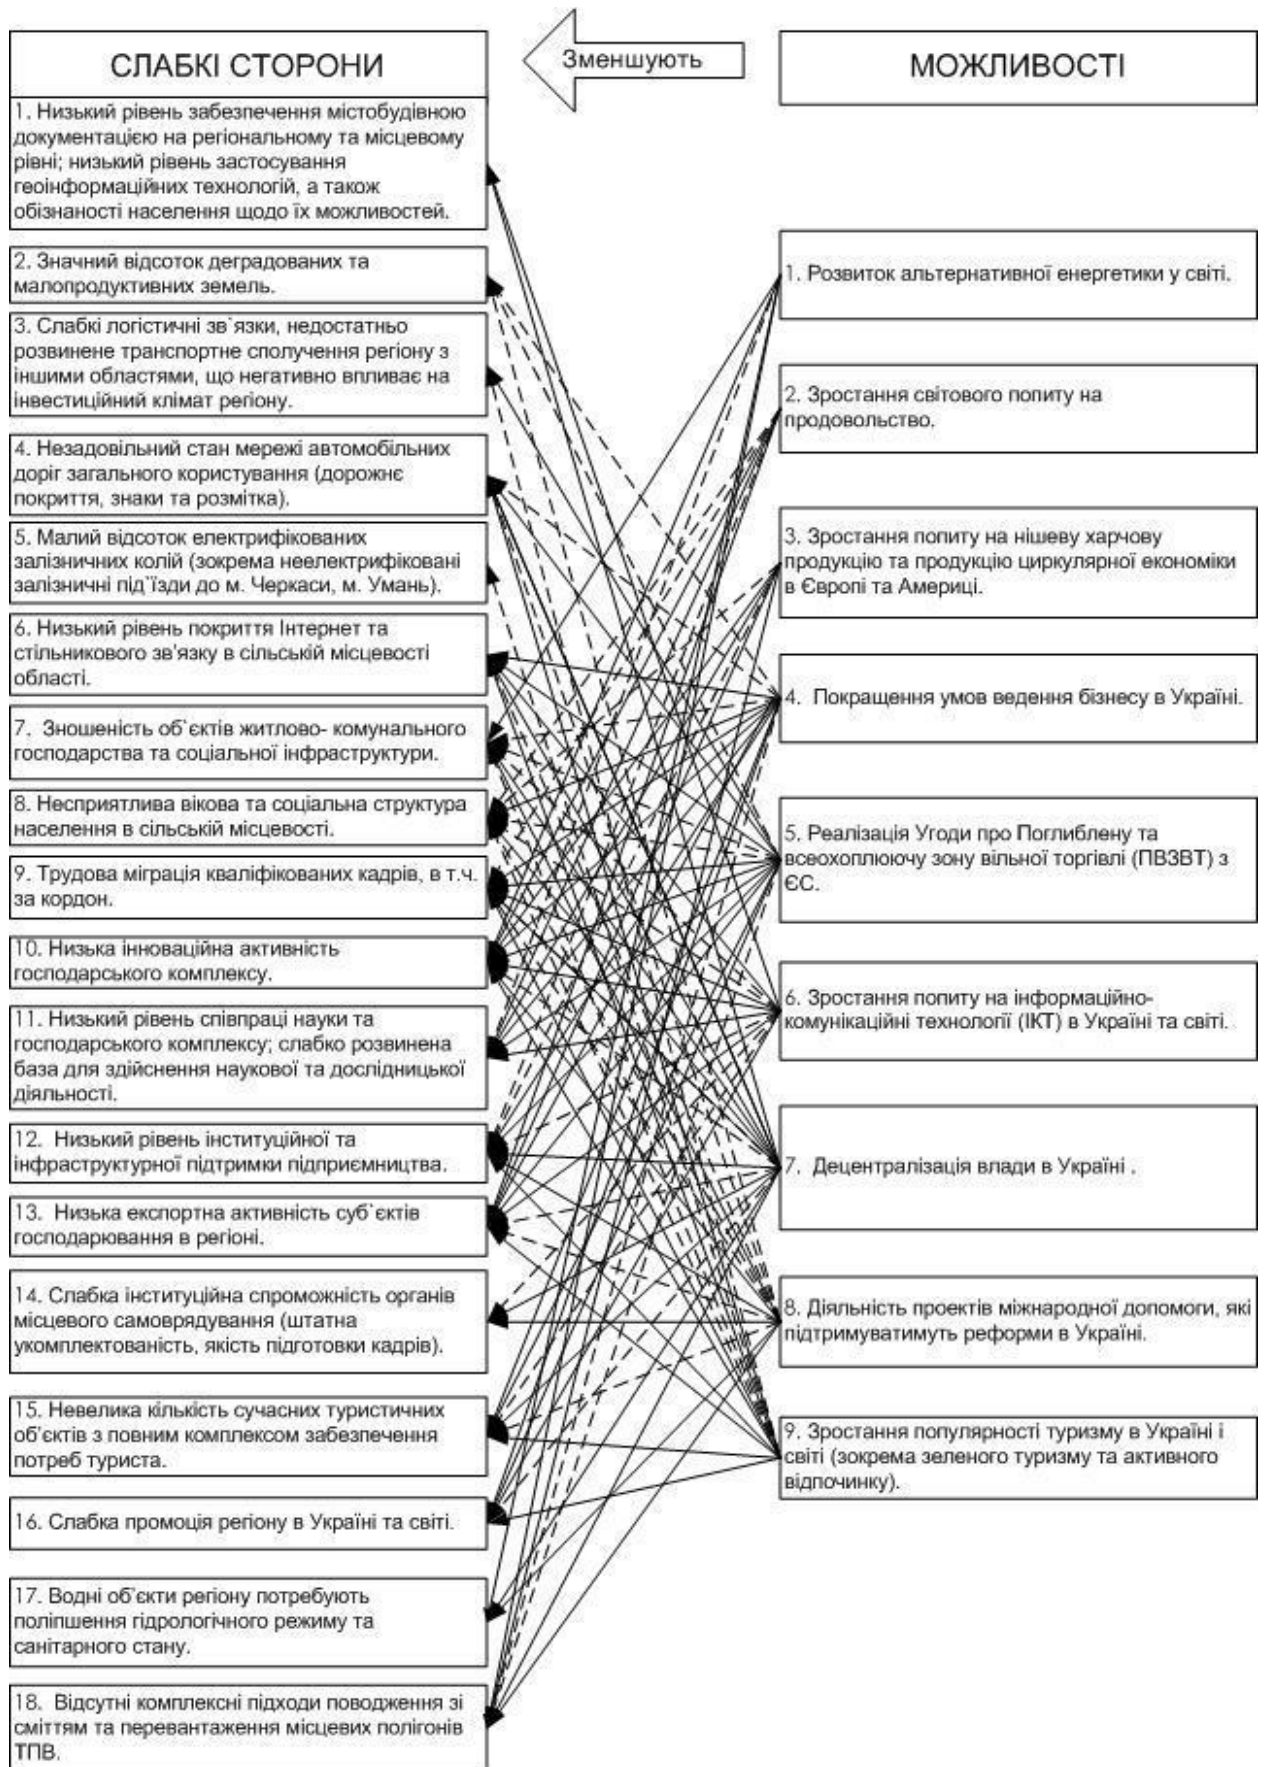 СЛАБКІ СТОРОНИ
Зменшують
МОЖЛИВОСТІ
1. Низький рівень забезпечення містобудівною
документацією на регіональному та місцевому
рівні; низький рівень застосування
геоінформаційних технологій, а також
обізнаності населення щодо їх можливостей.
2. Значний відсоток деградованих та
малопродуктивних земель.
3. Слабкі логістичні зв`язки, недостатньо
розвинене транспортне сполучення регіону з
іншими областями, що негативно впливає на
інвестиційний клімат регіону.
4. Незадовільний стан мережі автомобільних
доріг загального користування (дорожнє
покриття, знаки та розмітка).
5. Малий відсоток електрифікованих
залізничних колій (зокрема неелектрифіковані
залізничні під`їзди до м. Черкаси, м. Умань).
6. Низький рівень покриття Інтернет та
стільникового зв'язку в сільській місцевості
області.
7. Зношеність об`єктів житлово- комунального
господарства та соціальної інфраструктури.
8. Несприятлива вікова та соціальна структура
населення в сільській місцевості.
9. Трудова міграція кваліфікованих кадрів, в т.ч.
за кордон.
10. Низька інноваційна активність
господарського комплексу.
11. Низький рівень співпраці науки та
господарського комплексу; слабко розвинена
база для здійснення наукової та дослідницької
діяльності.
12. Низький рівень інституційної та
інфраструктурної підтримки підприємництва.
13. Низька експортна активність суб`єктів
господарювання в регіоні.
14. Слабка інституційна спроможність органів
місцевого самоврядування (штатна
укомплектованість, якість підготовки кадрів).
15. Невелика кількість сучасних туристичних
об'єктів з повним комплексом забезпечення
потреб туриста.
16. Слабка промоція регіону в Україні та світі.
17. Водні об'єкти регіону потребують
поліпшення гідрологічного режиму та
санітарного стану.
18. Відсутні комплексні підходи поводження зі
сміттям та перевантаження місцевих полігонів
ТПВ.
1. Розвиток альтернативної енергетики у світі.
2. Зростання світового попиту на
продовольство.
3. Зростання попиту на нішеву харчову
продукцію та продукцію циркулярної економіки
в Європі та Америці.
4. Покращення умов ведення бізнесу в Україні.
5. Реалізація Угоди про Поглиблену та
всеохоплюючу зону вільної торгівлі (ПВЗВТ) з
ЄС.
6. Зростання попиту на інформаційно-
комунікаційні технології (ІКТ) в Україні та світі.
7. Децентралізація влади в Україні .
8. Діяльність проектів міжнародної допомоги, які
підтримуватимуть реформи в Україні.
9. Зростання популярності туризму в Україні і
світі (зокрема зеленого туризму та активного
відпочинку).